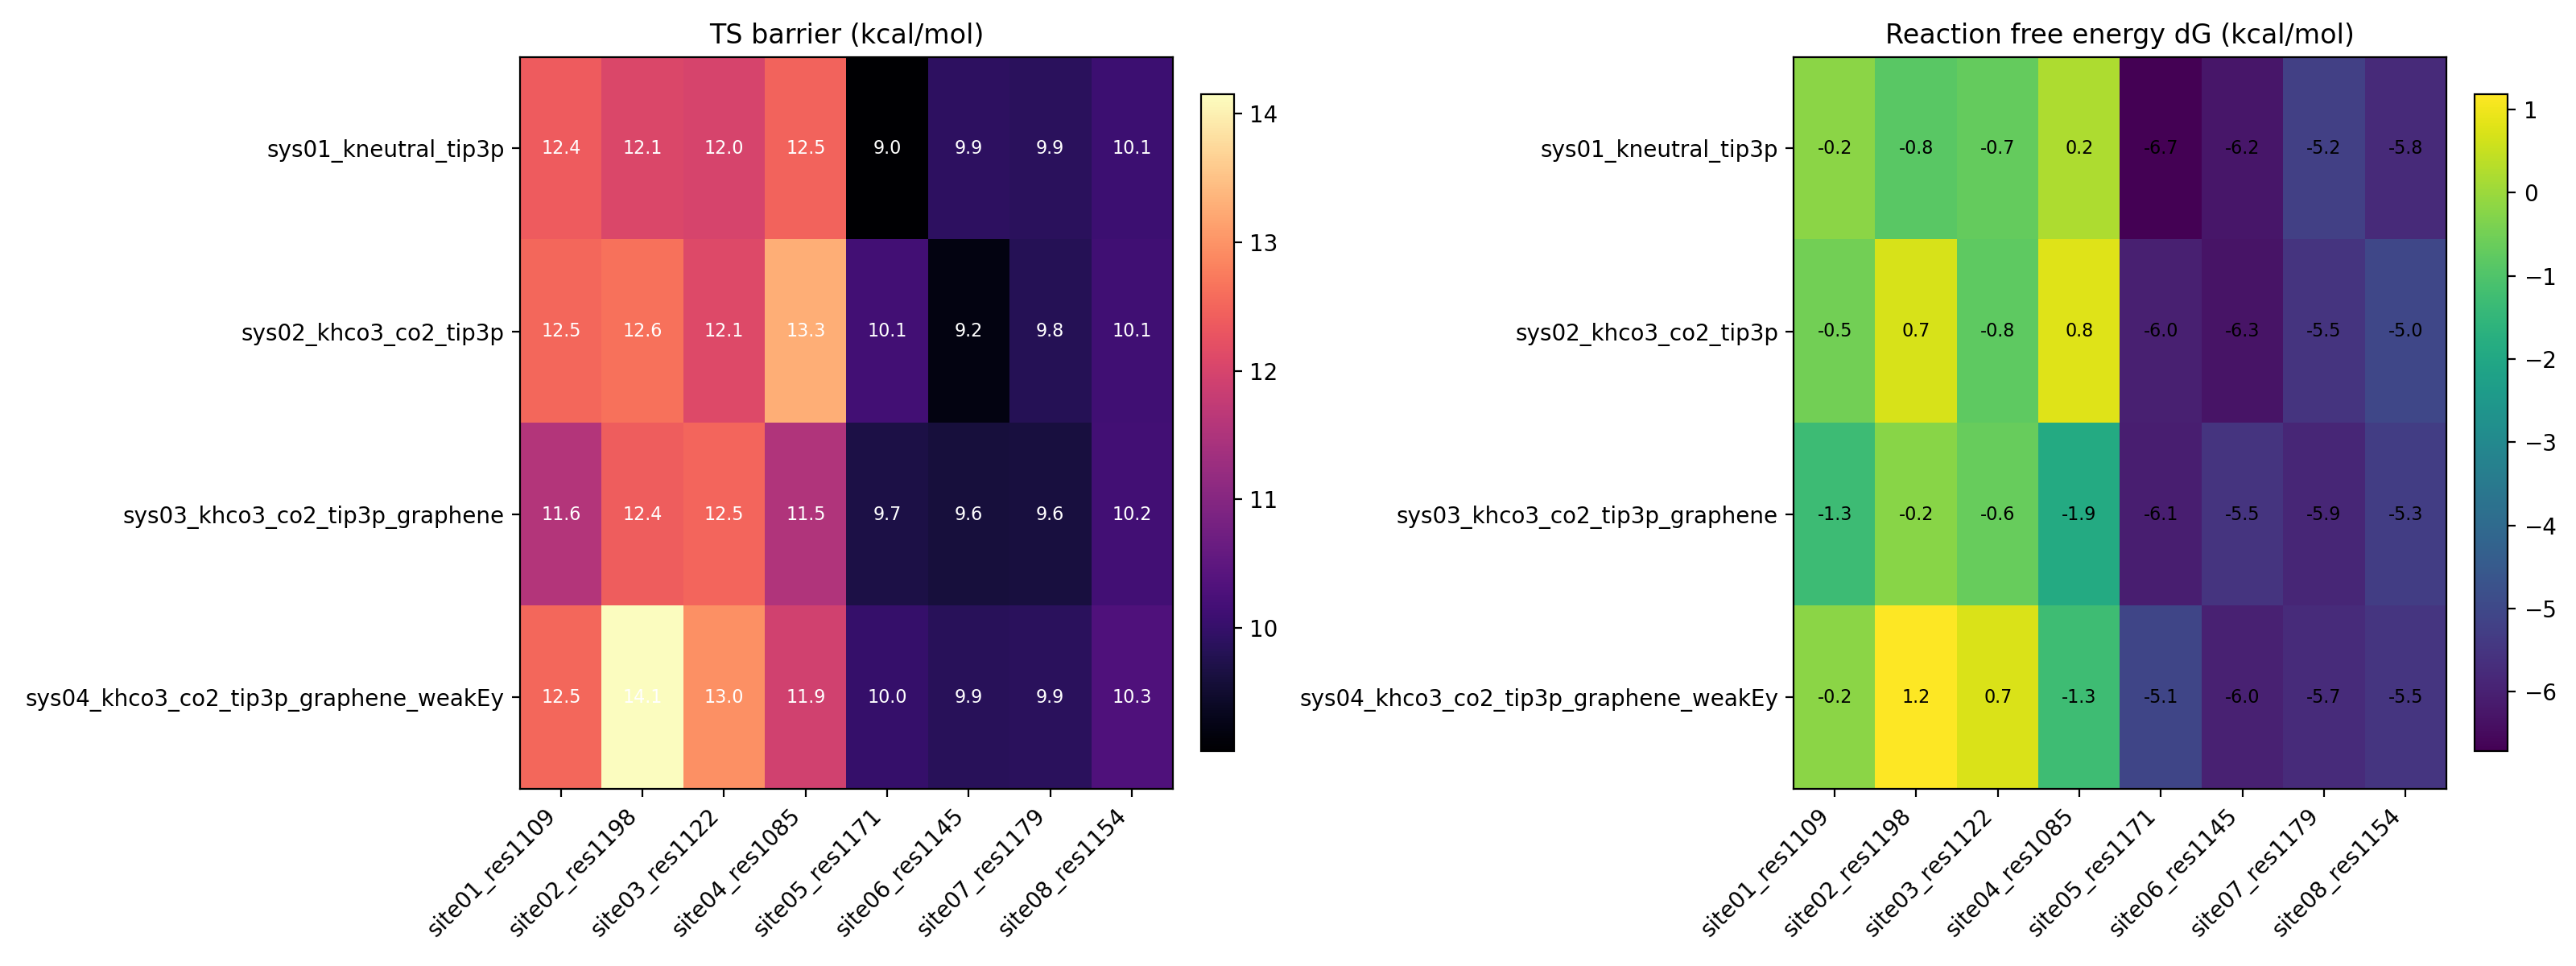 TS barrier (kcal/mol)
sys01_kneutral_tip3p
12.4 12.1 12.0 12.5 9.0 9.9 9.9 10.1
sys02_khco3_co2_tip3p
12.5 12.6 12.1 13.3 10.1 9.2 9.8 10.1
sys03_khco3_co2_tip3p_graphene
11.6 12.4 12.5 11.5 9.7 9.6 9.6 10.2
sys04_khco3_co2_tip3p_graphene_weakEy
12.5 14.1 13.0 11.9 10.0 9.9 9.9 10.3
site01_res1109
site02_res1198
site03_res1122
site04_res1085
site05_res1171
site06_res1145
site07_res1179
site08_res1154
14
13
12
11
10
Reaction free energy dG (kcal/mol)
sys01_kneutral_tip3p
-0.2 -0.8 -0.7 0.2 -6.7 -6.2 -5.2 -5.8
sys02_khco3_co2_tip3p
-0.5 0.7 -0.8 0.8 -6.0 -6.3 -5.5 -5.0
sys03_khco3_co2_tip3p_graphene
-1.3 -0.2 -0.6 -1.9 -6.1 -5.5 -5.9 -5.3
sys04_khco3_co2_tip3p_graphene_weakEy
-0.2 1.2 0.7 -1.3 -5.1 -6.0 -5.7 -5.5
site01_res1109
site02_res1198
site03_res1122
site04_res1085
site05_res1171
site06_res1145
site07_res1179
site08_res1154
1
0
−1
−2
−3
−4
−5
−6